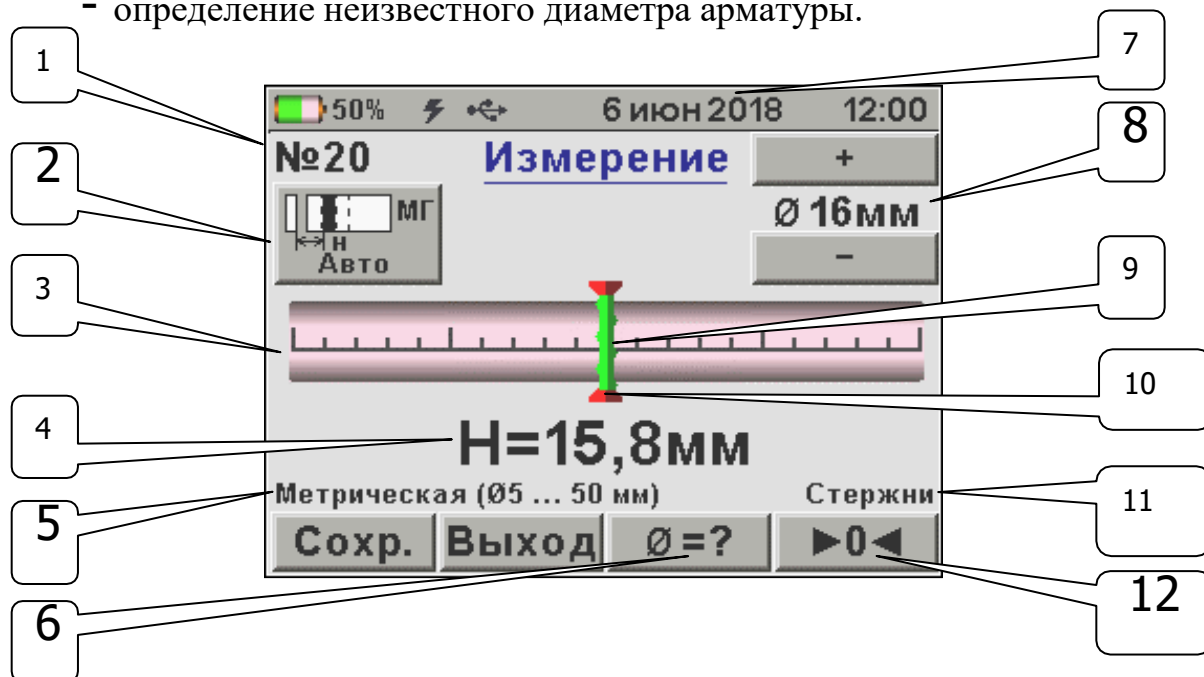 - определение неизвестного диаметра арматуры.
1
7
50% 6 июн 2018 12:00
8
2
№20 Измерение +
МГ
Ø 16мм
H
Авто
–
3
9
10
4
H=15,8мм
Метрическая (Ø5 ... 50 мм) Стержни
11
5
Сохр. Выход Ø=? ►0◄
12
6